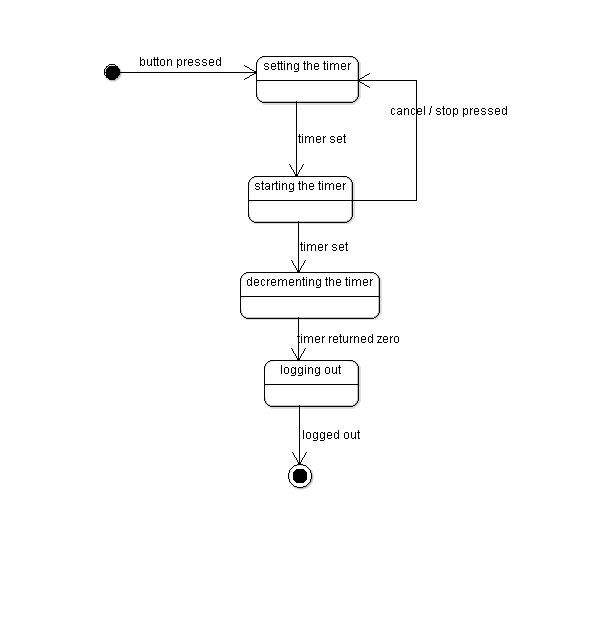 button pressed
setting the timer
cancel / stop pressed
timer set
starting the timer
timer set
decrementing the timer
timer returned zero
logging out
logged out